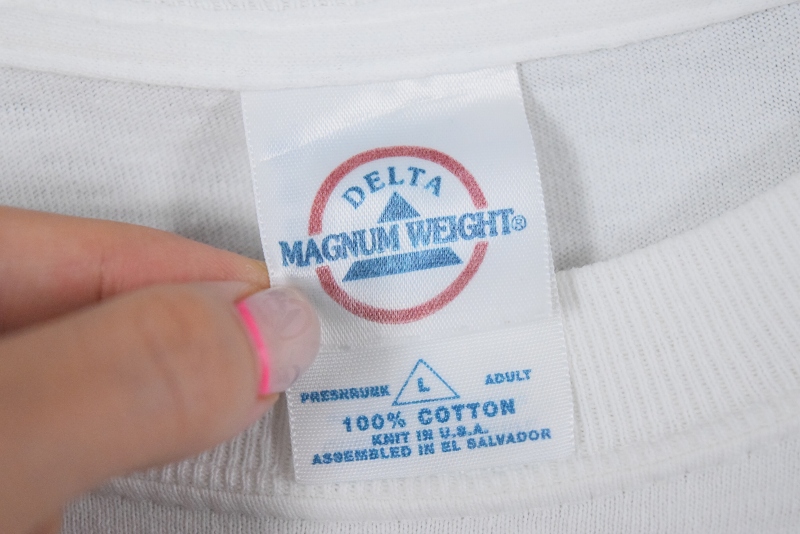 DELTA
MAGNUM WEIGHT®
PRESHRUNK L ADULT
100% COTTON
KNIT IN U.S.A.
ASSEMBLED IN EL SALVADOR